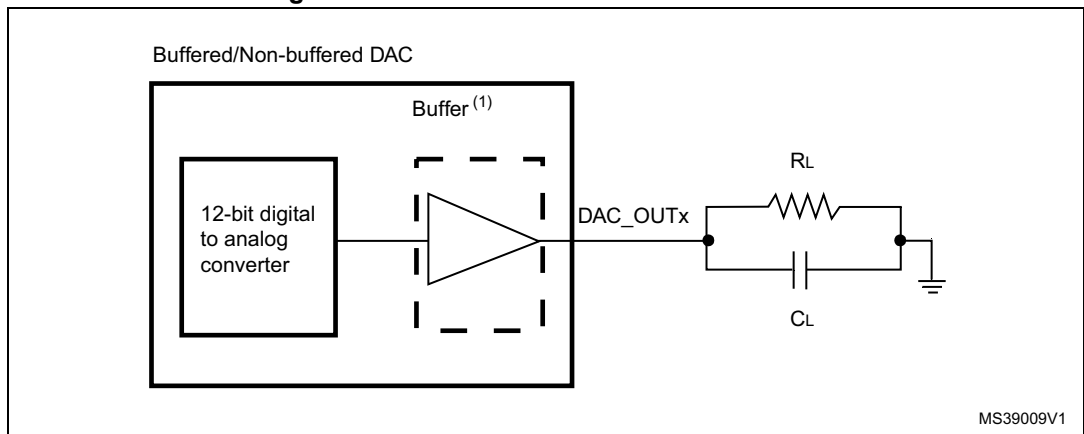 Buffered/Non-buffered DAC
Buffer (1)
12-bit digital
to analog
converter
DAC_OUTx
RL
CL
MS39009V1